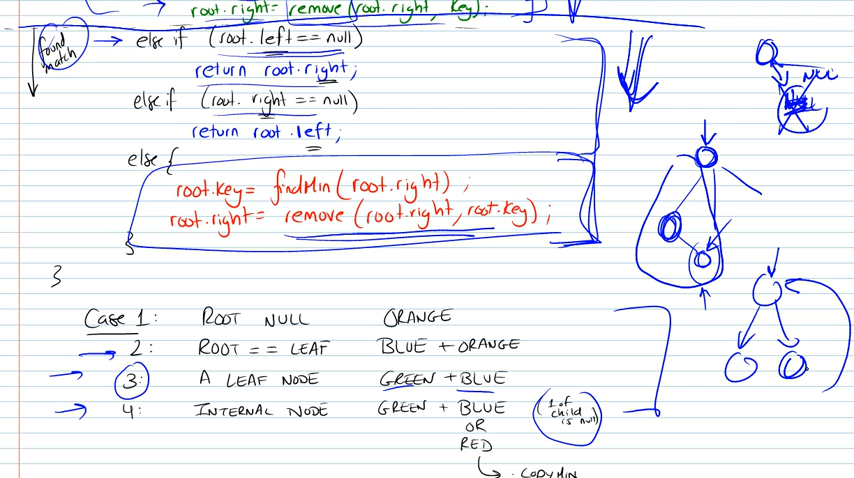 root.right = remove(root.right, key);
found match
else if (root.left == null)
return root.right;
else if (root.right == null)
return root.left;
else {
root.key = findMin(root.right);
root.right = remove(root.right, root.key);
}
}
NULL
Case 1: ROOT NULL ORANGE
2: ROOT == LEAF BLUE + ORANGE
3: A LEAF NODE GREEN + BLUE
4: INTERNAL NODE GREEN + BLUE (1 of child is null)
OR
RED
. COPYMIN